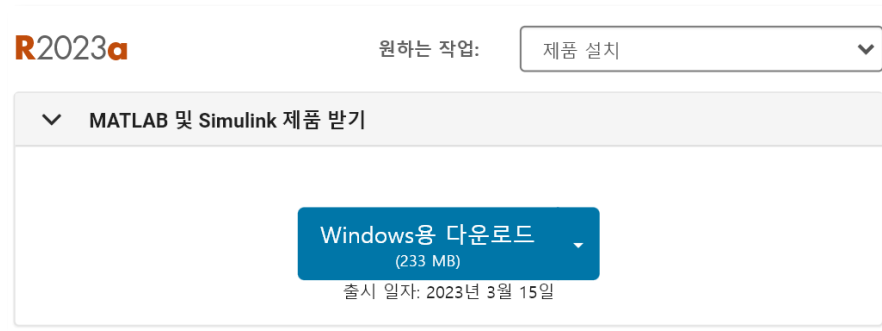 R2023a 원하는 작업: 제품 설치
MATLAB 및 Simulink 제품 받기
Windows용 다운로드
(233 MB)
출시 일자: 2023년 3월 15일